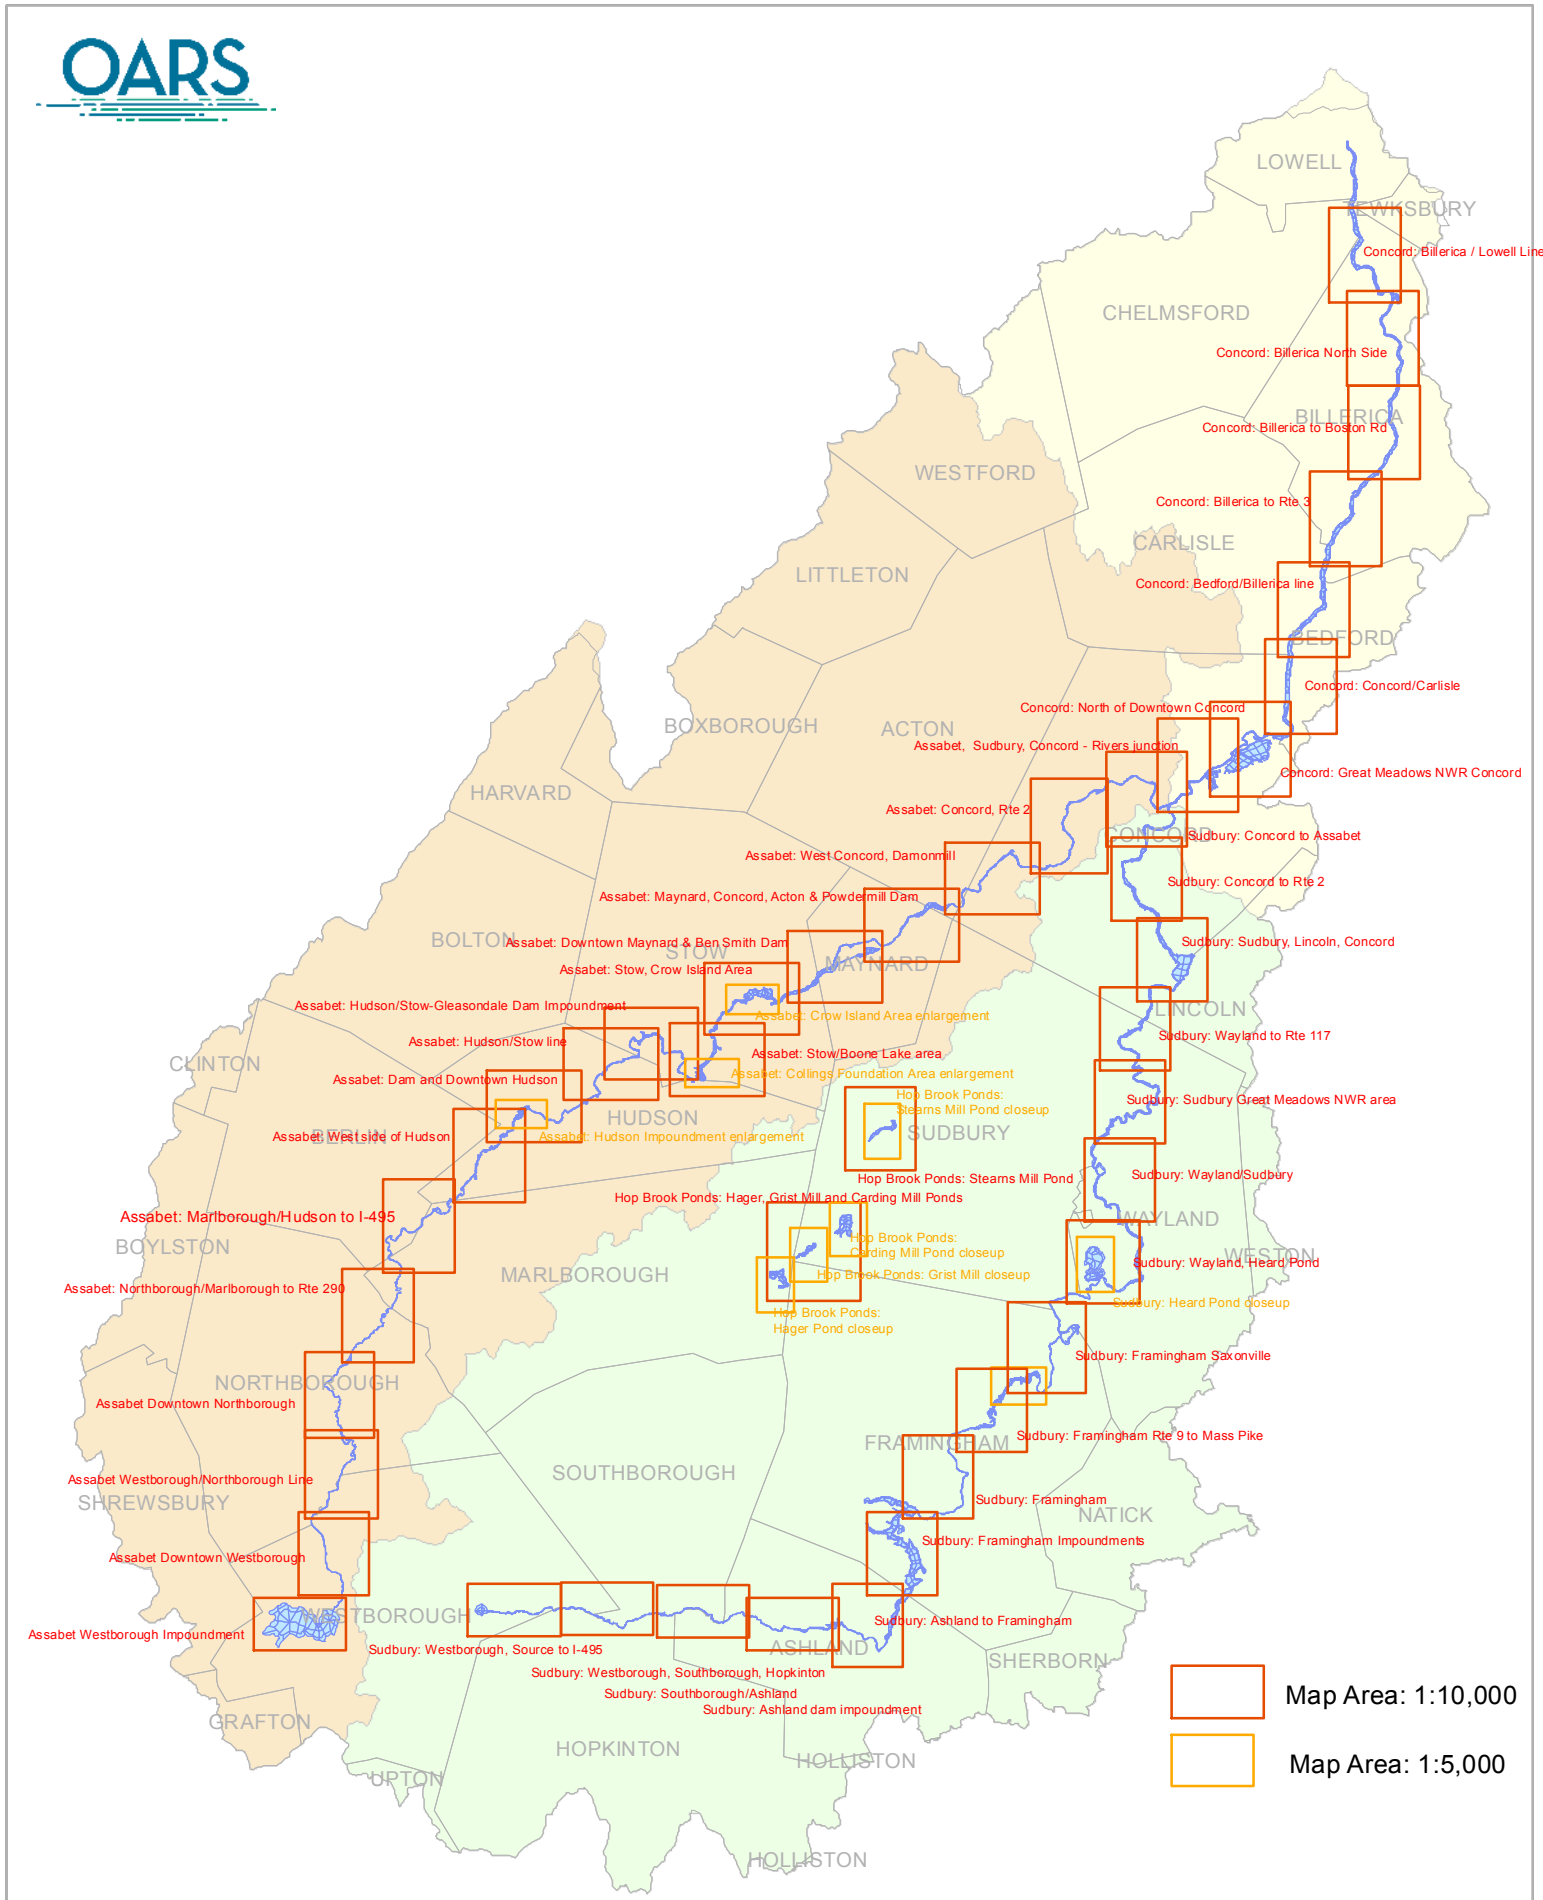 OARS
LOWELL
TEWKSBURY
Concord: Billerica / Lowell Line
CHELMSFORD
Concord: Billerica North Side
BILLERICA
Concord: Billerica to Boston Rd
WESTFORD
Concord: Billerica to Rte 3
CARLISLE
LITTLETON
Concord: Bedford/Billerica line
BEDFORD
Concord: Concord/Carlisle
Concord: North of Downtown Concord
BOXBOROUGH
ACTON
Assabet, Sudbury, Concord - Rivers junction
Concord: Great Meadows NWR Concord
HARVARD
Assabet: Concord, Rte 2
CONCORD
Sudbury: Concord to Assabet
Assabet: West Concord, Damonmill
Sudbury: Concord to Rte 2
Assabet: Maynard, Concord, Acton & Powdermill Dam
BOLTON
Assabet: Downtown Maynard & Ben Smith Dam
Sudbury: Sudbury, Lincoln, Concord
STOW
MAYNARD
Assabet: Stow, Crow Island Area
Assabet: Hudson/Stow-Gleasondale Dam Impoundment
LINCOLN
Assabet: Crow Island Area enlargement
Sudbury: Wayland to Rte 117
Assabet: Hudson/Stow line
Assabet: Stow/Boone Lake area
CLINTON
Assabet: Collings Foundation Area enlargement
Assabet: Dam and Downtown Hudson
Hop Brook Ponds:
Stearns Mill Pond closeup
Sudbury: Sudbury Great Meadows NWR area
HUDSON
SUDBURY
BERLIN
Assabet: West side of Hudson
Assabet: Hudson Impoundment enlargement
Hop Brook Ponds: Stearns Mill Pond
Sudbury: Wayland/Sudbury
Hop Brook Ponds: Hager, Grist Mill and Carding Mill Ponds
Assabet: Marlborough/Hudson to I-495
WAYLAND
BOYLSTON
Hop Brook Ponds:
Carding Mill Pond closeup
WESTON
Sudbury: Wayland, Heard Pond
MARLBOROUGH
Hop Brook Ponds: Grist Mill closeup
Assabet: Northborough/Marlborough to Rte 290
Sudbury: Heard Pond closeup
Hop Brook Ponds:
Hager Pond closeup
Sudbury: Framingham Saxonville
NORTHBOROUGH
Assabet Downtown Northborough
Sudbury: Framingham Rte 9 to Mass Pike
FRAMINGHAM
SOUTHBOROUGH
Assabet Westborough/Northborough Line
SHREWSBURY
Sudbury: Framingham
NATICK
Sudbury: Framingham Impoundments
Assabet Downtown Westborough
WESTBOROUGH
Assabet Westborough Impoundment
Sudbury: Ashland to Framingham
Sudbury: Westborough, Source to I-495
ASHLAND
SHERBORN
Sudbury: Westborough, Southborough, Hopkinton
Sudbury: Southborough/Ashland
Sudbury: Ashland dam impoundment
Map Area: 1:10,000
GRAFTON
HOPKINTON
HOLLISTON
Map Area: 1:5,000
UPTON
HOLLISTON